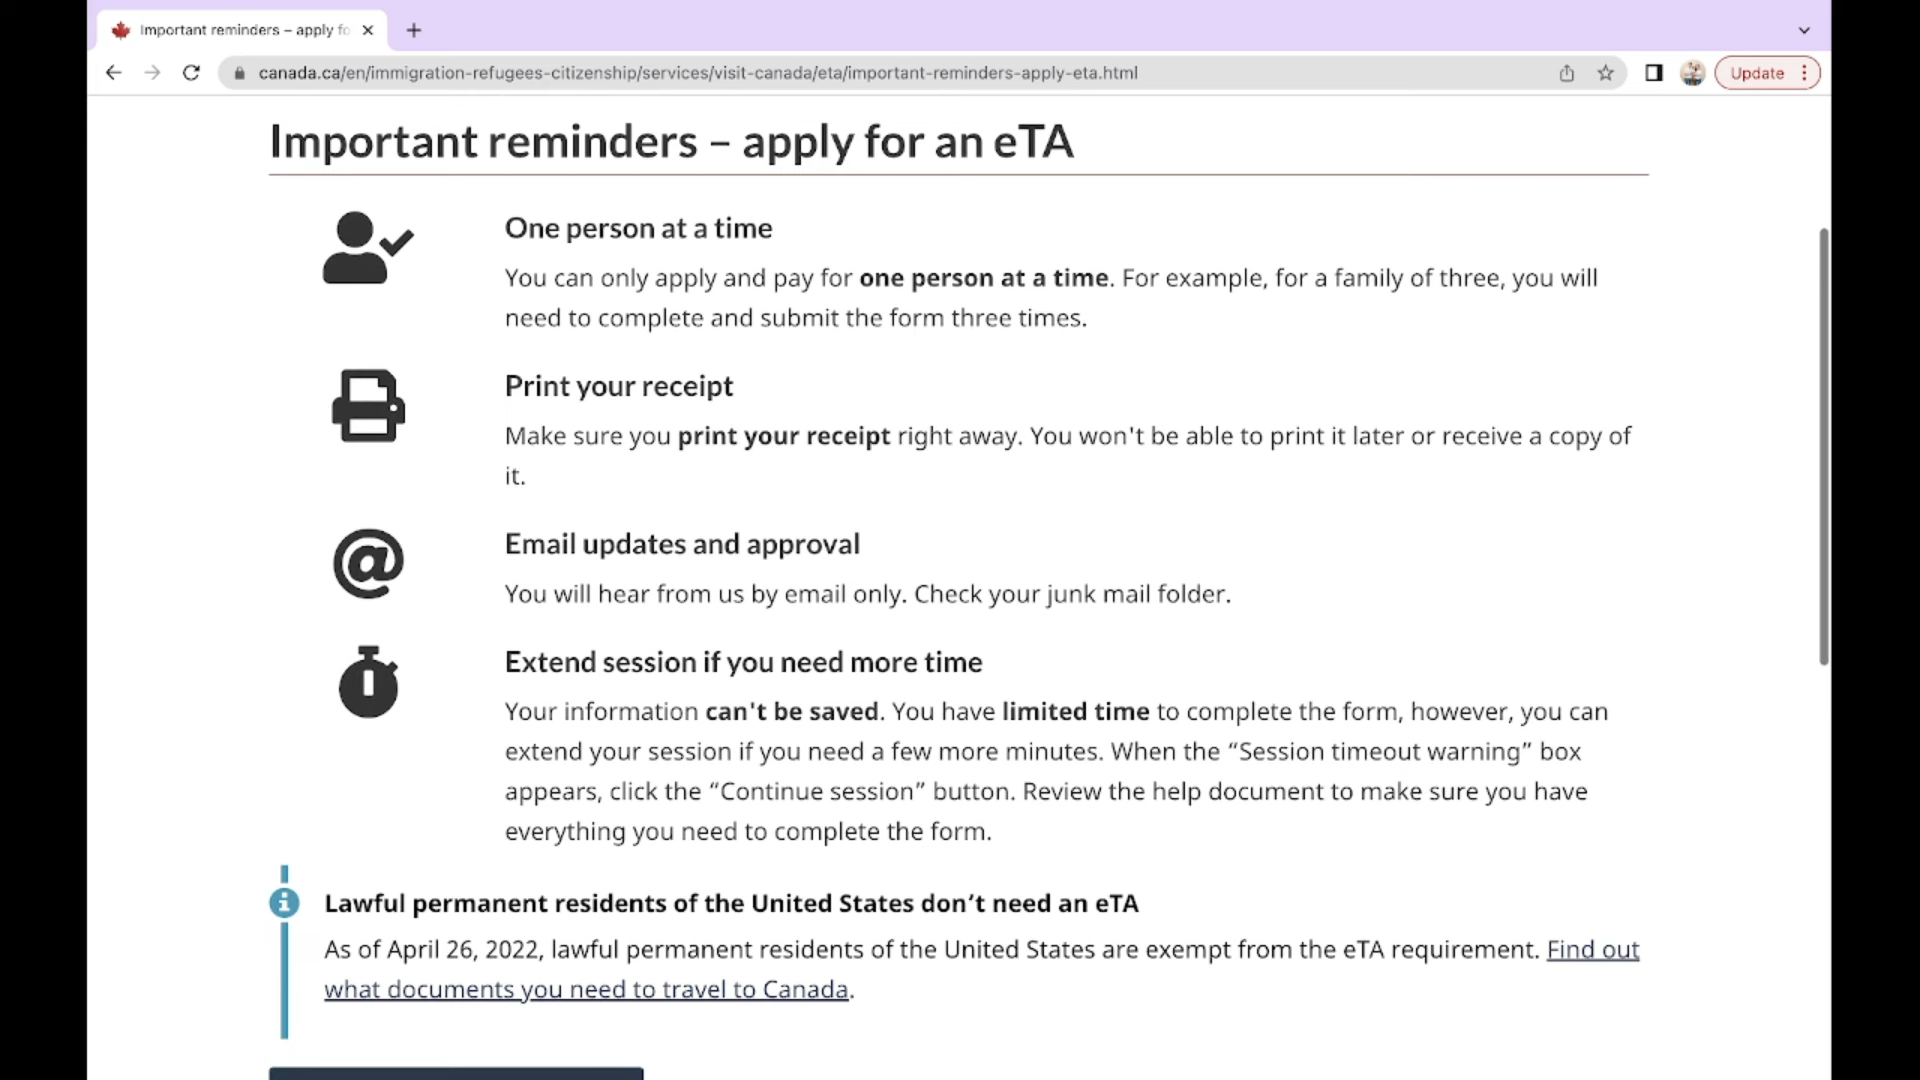 Important reminders – apply fo
canada.ca/en/immigration-refugees-citizenship/services/visit-canada/eta/important-reminders-apply-eta.html
Update
Important reminders – apply for an eTA
One person at a time
You can only apply and pay for one person at a time. For example, for a family of three, you will
need to complete and submit the form three times.
Print your receipt
Make sure you print your receipt right away. You won't be able to print it later or receive a copy of
it.
@
Email updates and approval
You will hear from us by email only. Check your junk mail folder.
Extend session if you need more time
Your information can't be saved. You have limited time to complete the form, however, you can
extend your session if you need a few more minutes. When the “Session timeout warning” box
appears, click the “Continue session” button. Review the help document to make sure you have
everything you need to complete the form.
Lawful permanent residents of the United States don’t need an eTA
As of April 26, 2022, lawful permanent residents of the United States are exempt from the eTA requirement. Find out
what documents you need to travel to Canada.